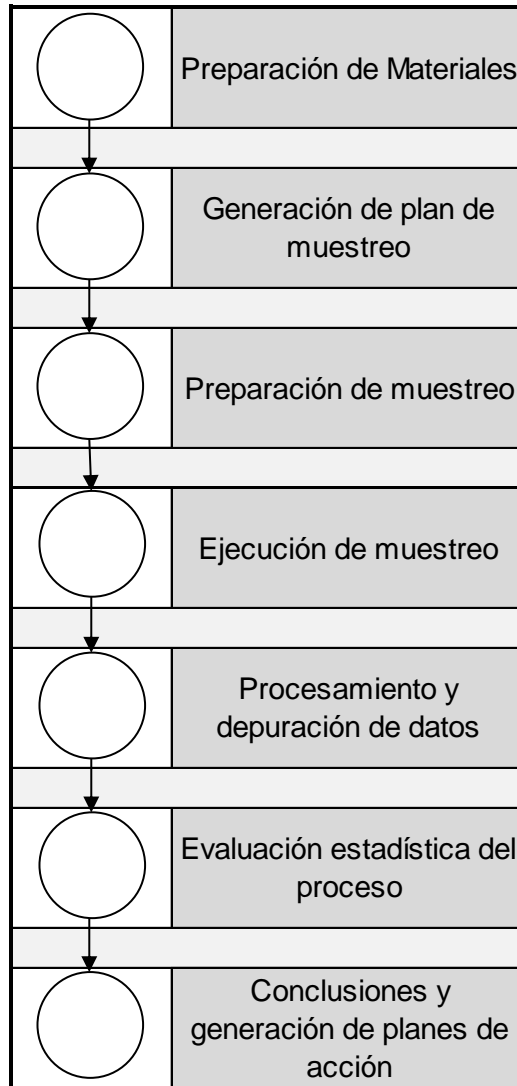 Preparación de Materiales
Generación de plan de
muestreo
Preparación de muestreo
Ejecución de muestreo
Procesamiento y
depuración de datos
Evaluación estadística del
proceso
Conclusiones y
generación de planes de
acción